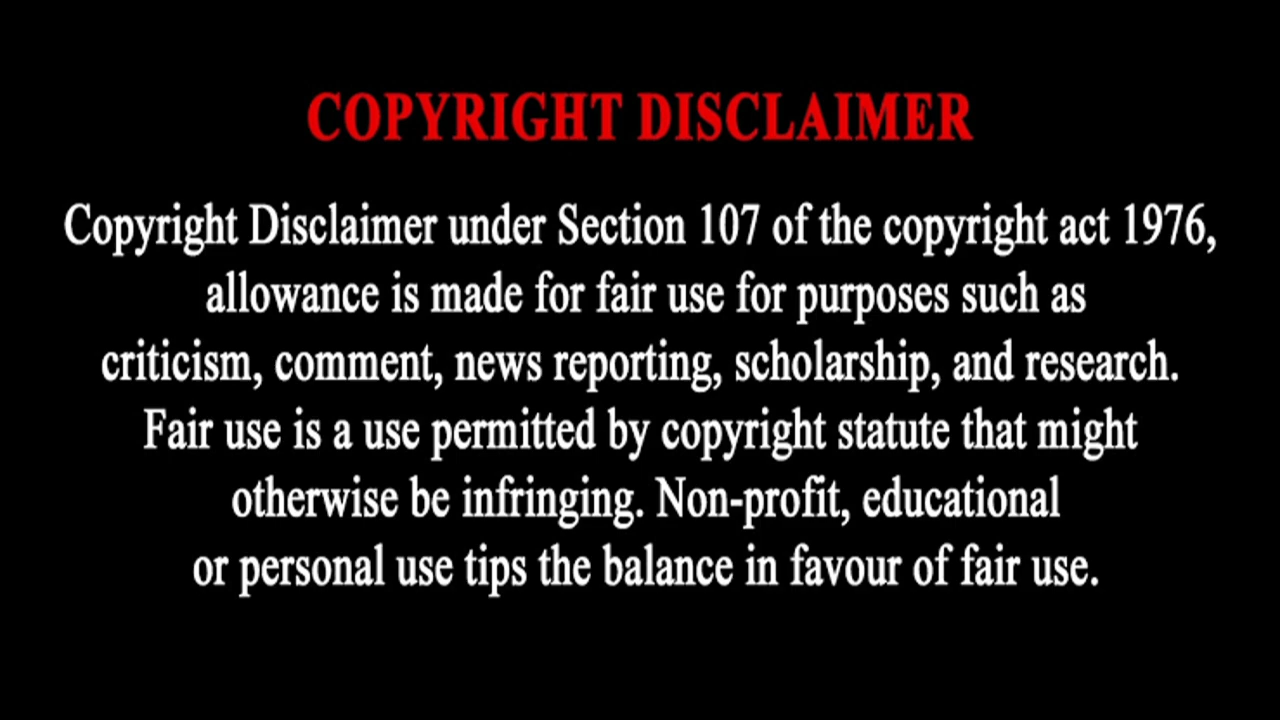 COPYRIGHT DISCLAIMER
Copyright Disclaimer under Section 107 of the copyright act 1976,
allowance is made for fair use for purposes such as
criticism, comment, news reporting, scholarship, and research.
Fair use is a use permitted by copyright statute that might
otherwise be infringing. Non-profit, educational
or personal use tips the balance in favour of fair use.